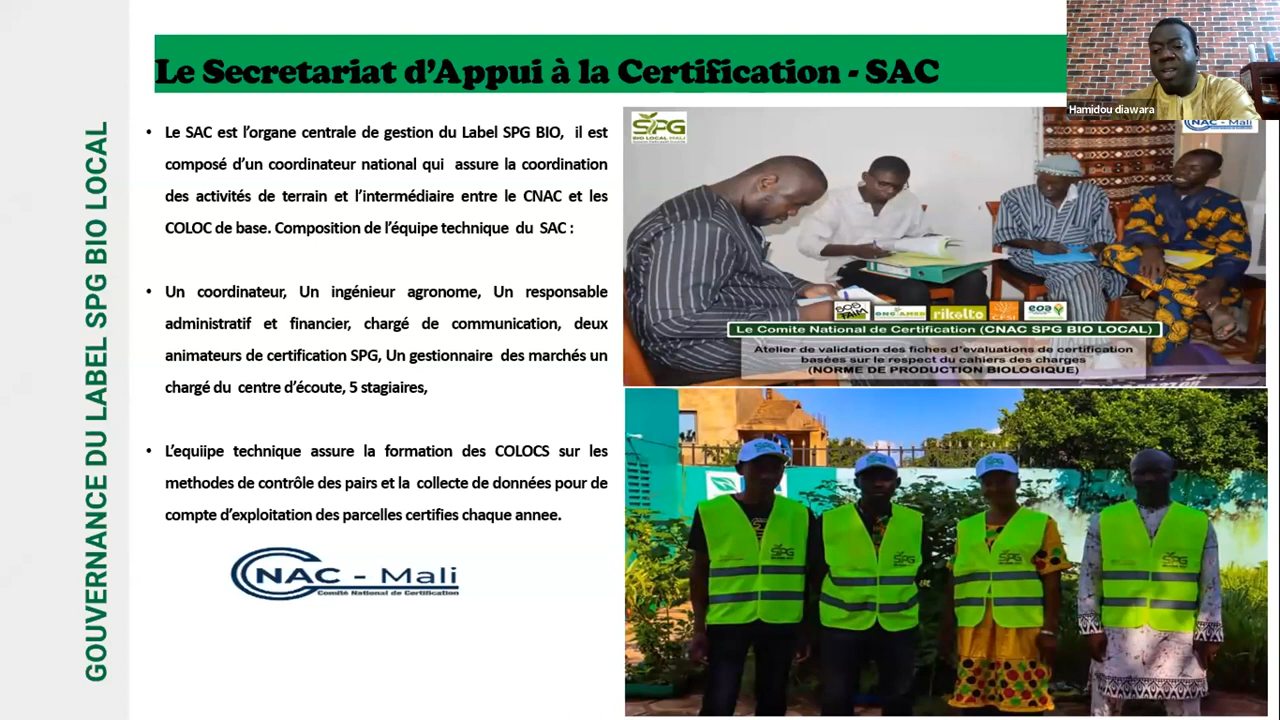 Le Secretariat d’Appui à la Certification - SAC
Hamidou diawara
GOUVERNANCE DU LABEL SPG BIO LOCAL
• Le SAC est l’organe centrale de gestion du Label SPG BIO, il est
composé d’un coordinateur national qui assure la coordination
des activités de terrain et l’intermédiaire entre le CNAC et les
COLOC de base. Composition de l’équipe technique du SAC :
• Un coordinateur, Un ingénieur agronome, Un responsable
administratif et financier, chargé de communication, deux
animateurs de certification SPG, Un gestionnaire des marchés un
chargé du centre d’écoute, 5 stagiaires,
• L’equiipe technique assure la formation des COLOCS sur les
methodes de contrôle des pairs et la collecte de données pour de
compte d’exploitation des parcelles certifies chaque annee.
CNAC - Mali
Comité National de Certification
SPG
BIO LOCAL MALI
CNAC - Mali
SOS FAIM
rikolto
Le Comite National de Certification (CNAC SPG BIO LOCAL)
Atelier de validation des fiches d’evaluations de certification
basées sur le respect du cahiers des charges
(NORME DE PRODUCTION BIOLOGIQUE)
SPG
SPG
SPG
SPG